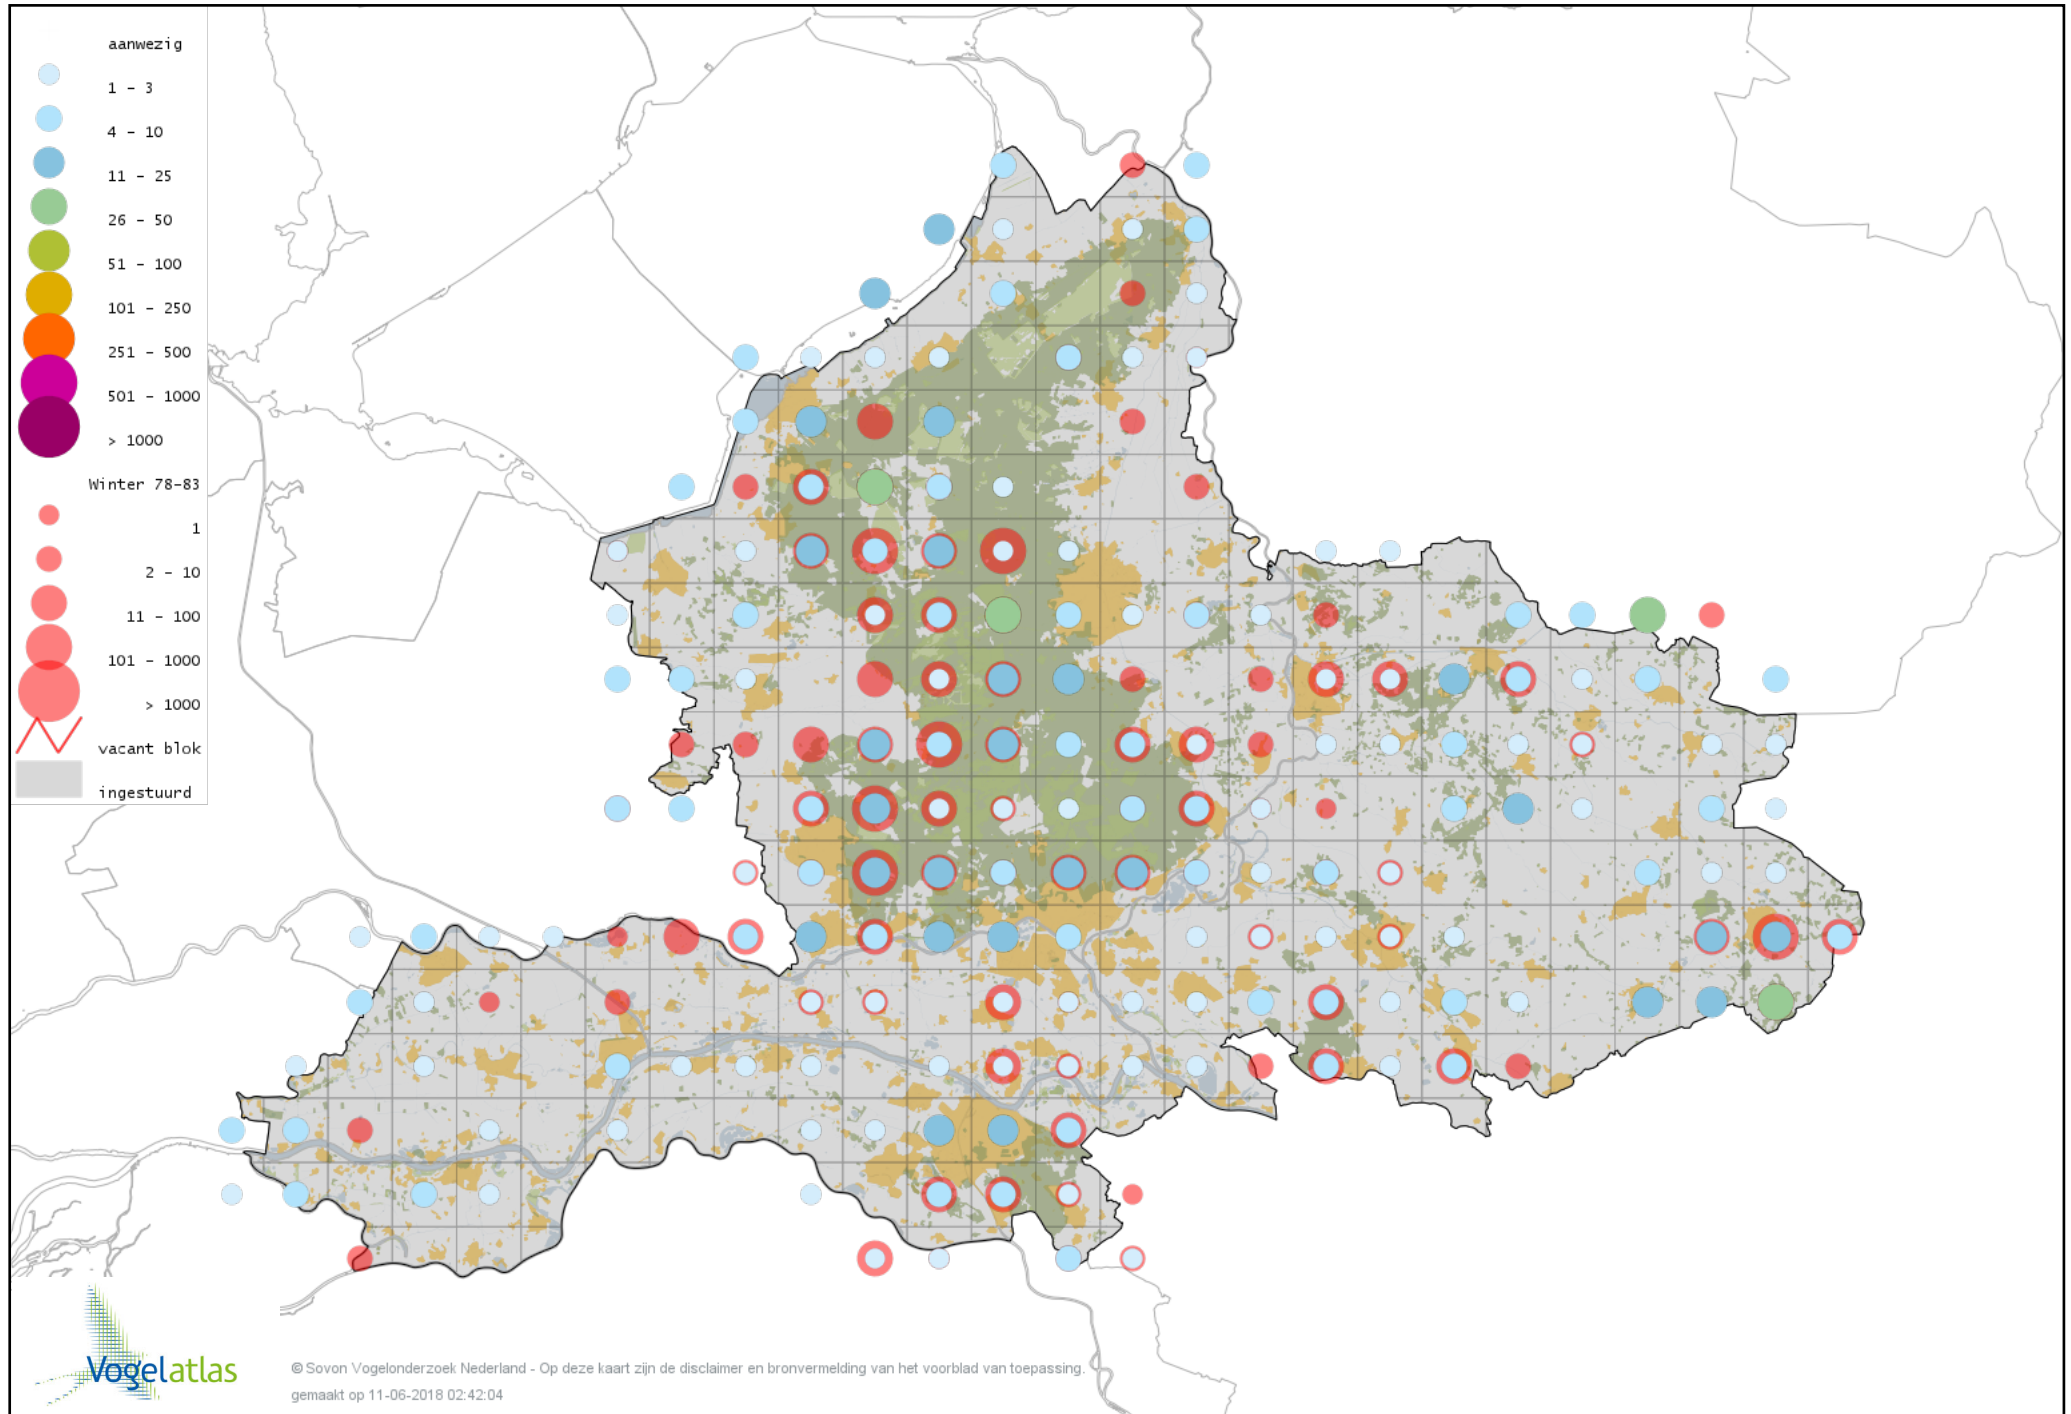 aanwezig
1 - 3
4 - 10
11 - 25
26 - 50
51 - 100
101 - 250
251 - 500
501 - 1000
> 1000
Winter 78-83
1
2 - 10
11 - 100
101 - 1000
> 1000
vacant blok
ingestuurd
Vogelatlas
© Sovon Vogelonderzoek Nederland - Op deze kaart zijn de disclaimer en bronvermelding van het voorblad van toepassing.
gemaakt op 11-06-2018 02:42:04